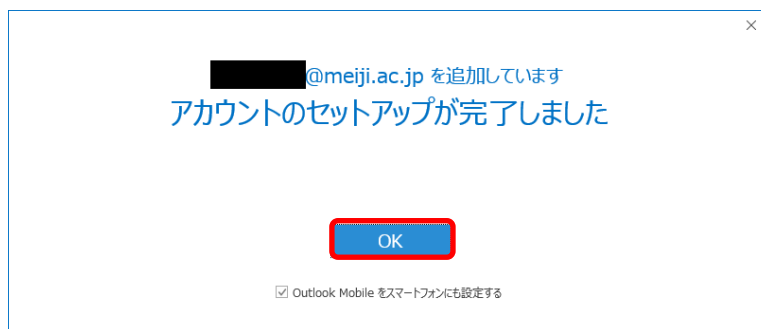 @meiji.ac.jp を追加しています
アカウントのセットアップが完了しました
OK
Outlook Mobile をスマートフォンにも設定する